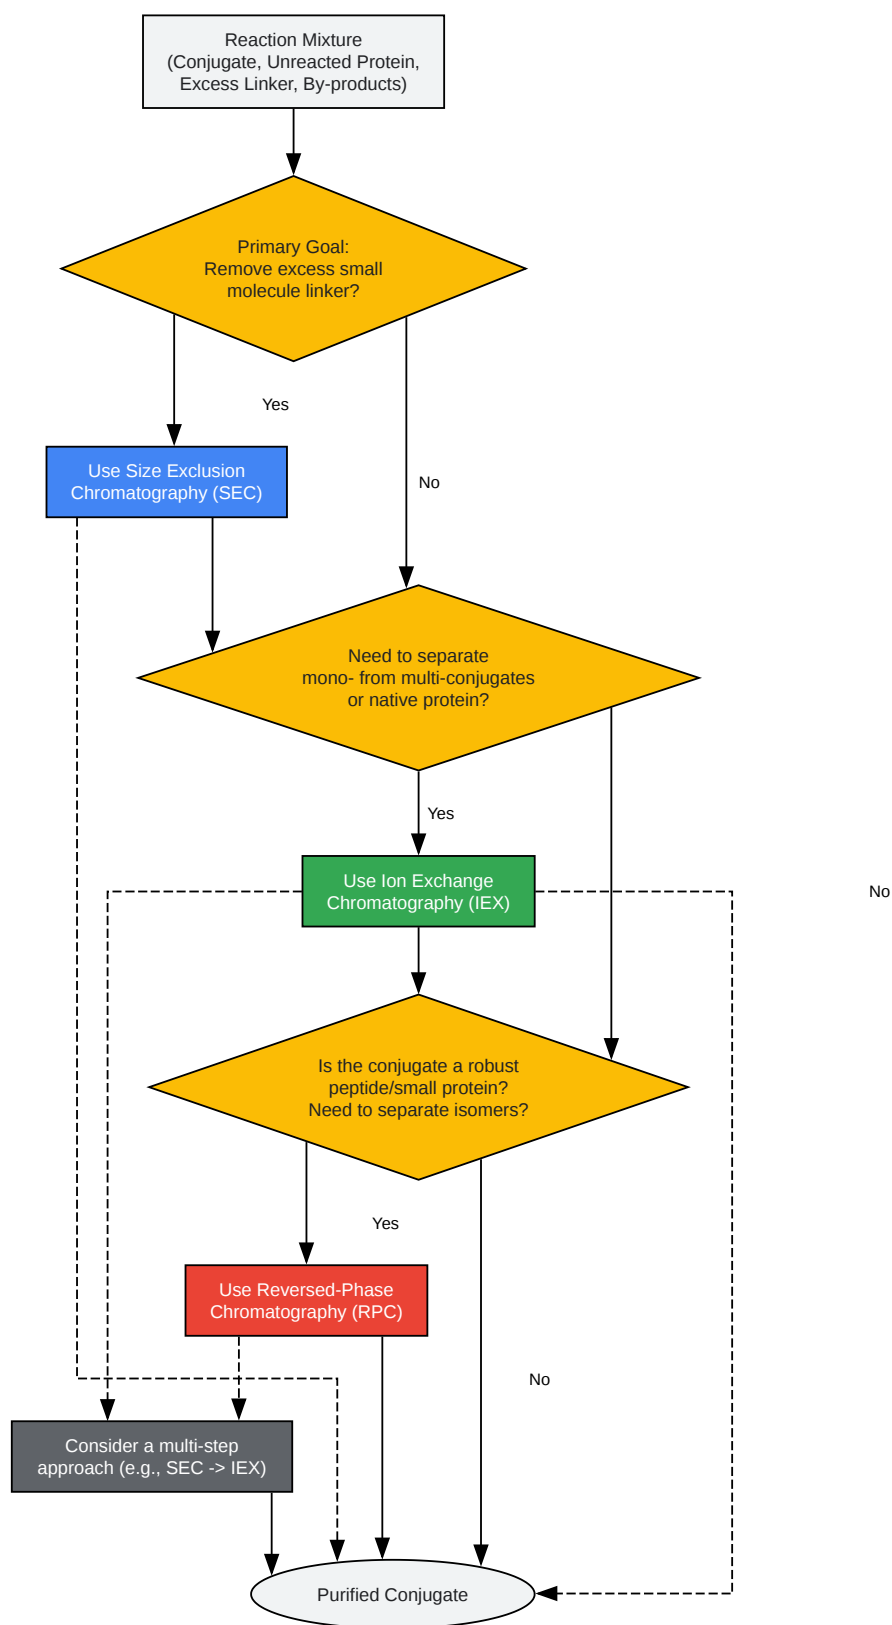 Reaction Mixture
(Conjugate, Unreacted Protein,
Excess Linker, By-products)
Primary Goal:
Remove excess small
molecule linker?
Yes
Use Size Exclusion
Chromatography (SEC)
No
Need to separate
mono- from multi-conjugates
or native protein?
Yes
Use Ion Exchange
Chromatography (IEX)
No
Is the conjugate a robust
peptide/small protein?
Need to separate isomers?
Yes
Use Reversed-Phase
Chromatography (RPC)
No
Consider a multi-step
approach (e.g., SEC -> IEX)
Purified Conjugate